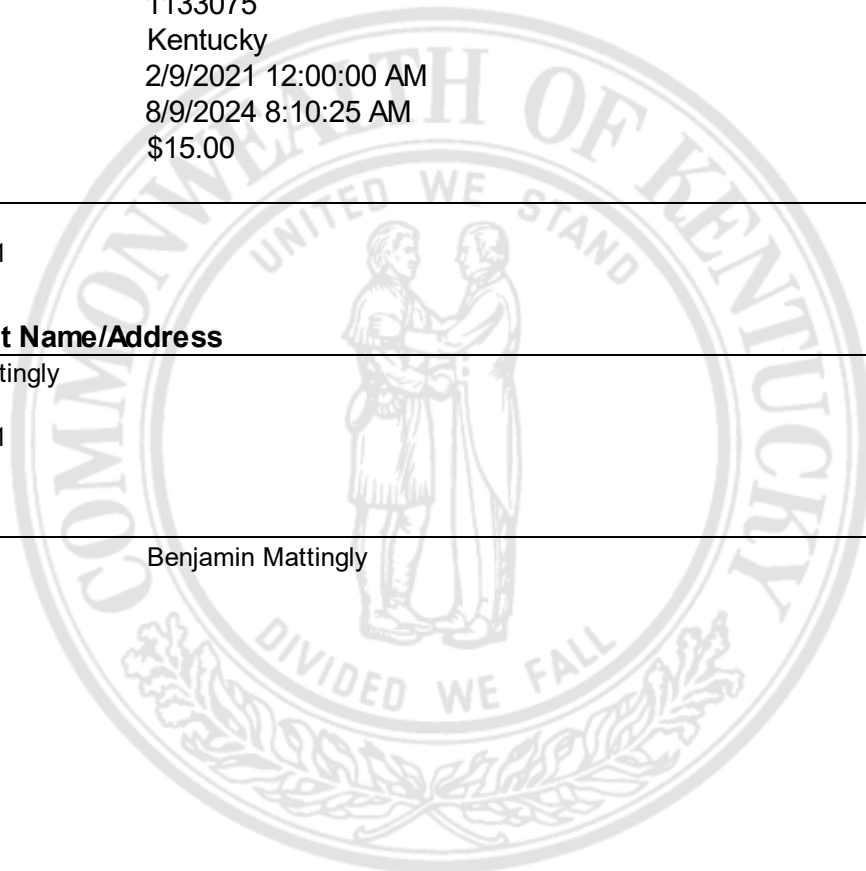 1133075
Kentucky
2/9/2021 12:00:00 AM
8/9/2024 8:10:25 AM
$15.00
t Name/Address
tingly
Benjamin Mattingly
COMMONWEALTH OF KENTUCKY
UNITED WE STAND
DIVIDED WE FALL